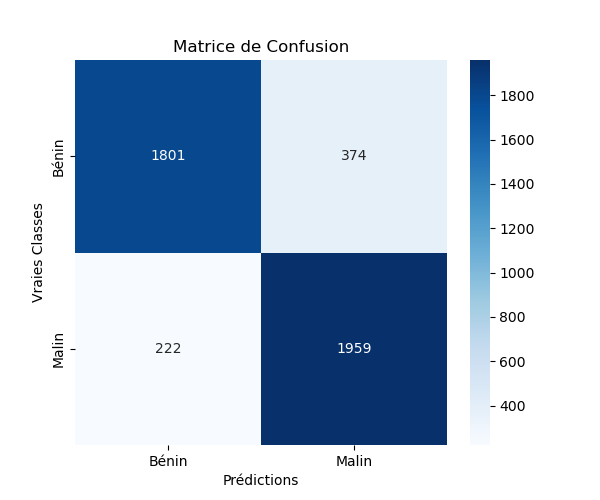 Matrice de Confusion
Vraies Classes
Bénin
1801
374
Malin
222
1959
Bénin
Malin
Prédictions
1800
1600
1400
1200
1000
800
600
400